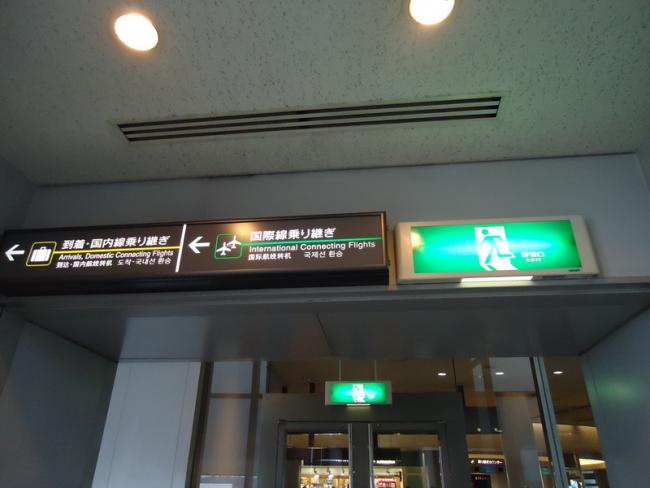 到着・国内線乗り継ぎ
Arrivals, Domestic Connecting Flights
到达・国内航线转机 도착・국내선 환승
国際線乗り継ぎ
International Connecting Flights
国际航线转机 국제선 환승
非常口
EXIT